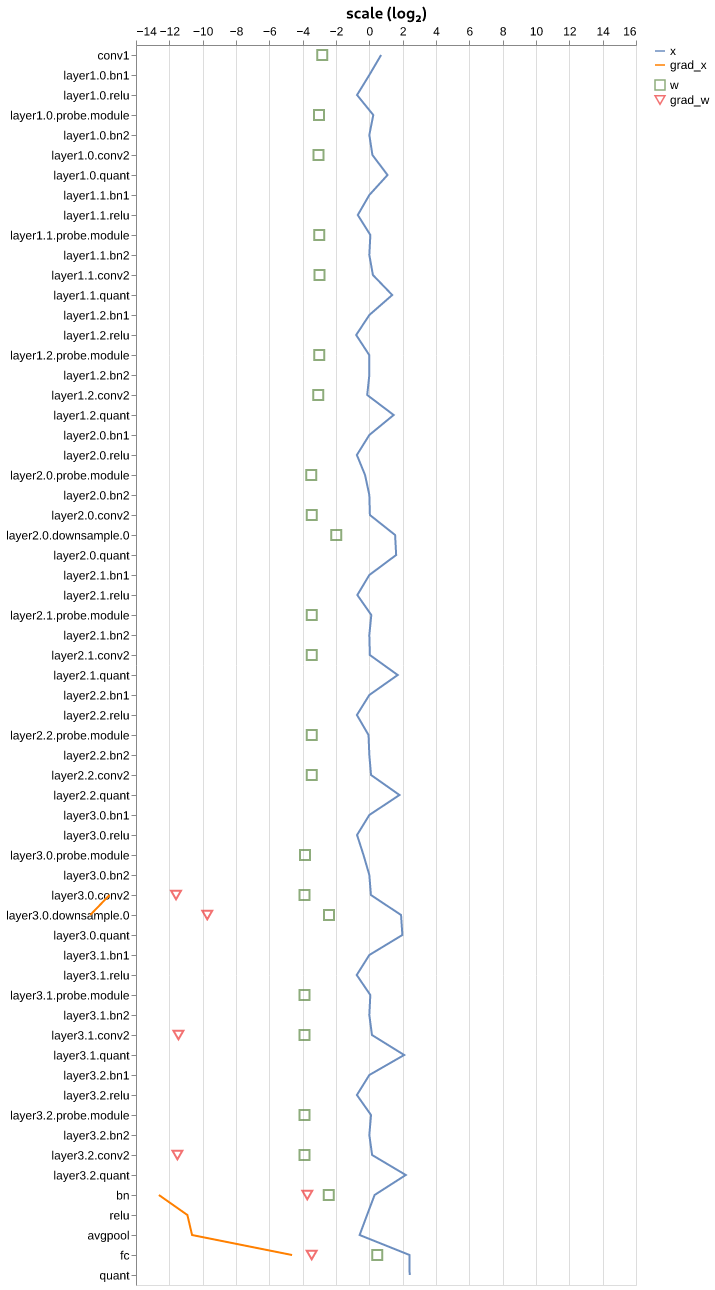 scale (log₂)
−14 −12 −10 −8 −6 −4 −2 0 2 4 6 8 10 12 14 16
x
grad_x
w
grad_w
conv1
layer1.0.bn1
layer1.0.relu
layer1.0.probe.module
layer1.0.bn2
layer1.0.conv2
layer1.0.quant
layer1.1.bn1
layer1.1.relu
layer1.1.probe.module
layer1.1.bn2
layer1.1.conv2
layer1.1.quant
layer1.2.bn1
layer1.2.relu
layer1.2.probe.module
layer1.2.bn2
layer1.2.conv2
layer1.2.quant
layer2.0.bn1
layer2.0.relu
layer2.0.probe.module
layer2.0.bn2
layer2.0.conv2
layer2.0.downsample.0
layer2.0.quant
layer2.1.bn1
layer2.1.relu
layer2.1.probe.module
layer2.1.bn2
layer2.1.conv2
layer2.1.quant
layer2.2.bn1
layer2.2.relu
layer2.2.probe.module
layer2.2.bn2
layer2.2.conv2
layer2.2.quant
layer3.0.bn1
layer3.0.relu
layer3.0.probe.module
layer3.0.bn2
layer3.0.conv2
layer3.0.downsample.0
layer3.0.quant
layer3.1.bn1
layer3.1.relu
layer3.1.probe.module
layer3.1.bn2
layer3.1.conv2
layer3.1.quant
layer3.2.bn1
layer3.2.relu
layer3.2.probe.module
layer3.2.bn2
layer3.2.conv2
layer3.2.quant
bn
relu
avgpool
fc
quant